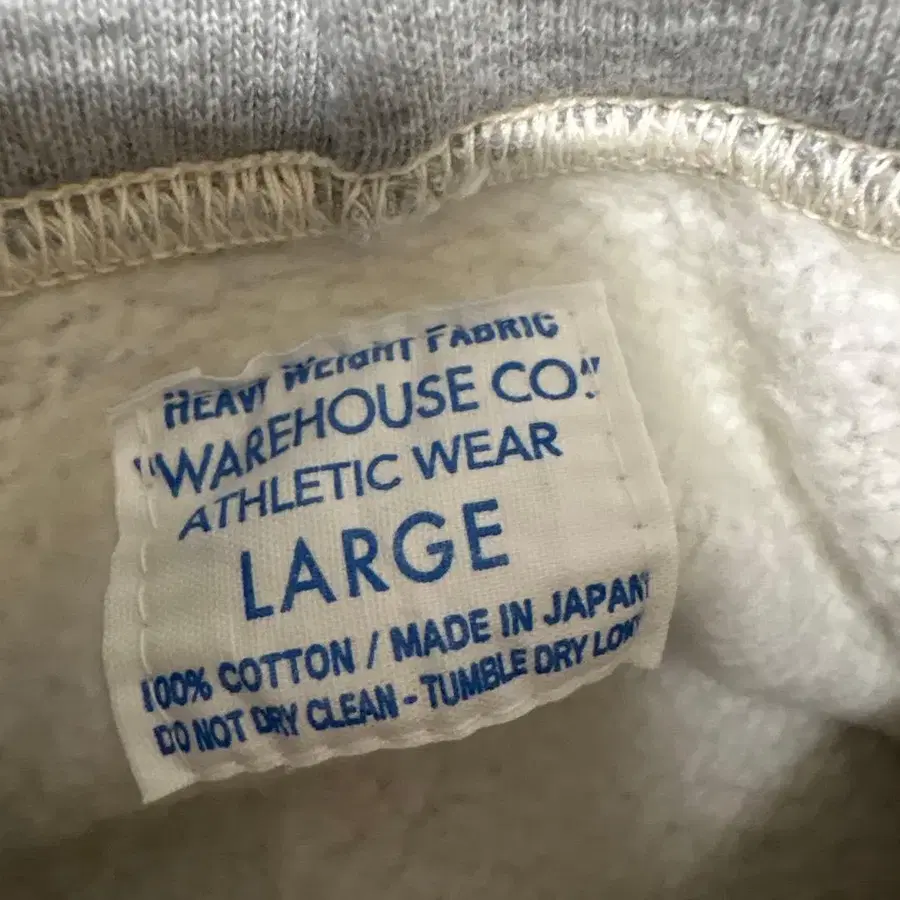 HEAVY WEIGHT FABRIC
"WAREHOUSE CO."
ATHLETIC WEAR
LARGE
100% COTTON / MADE IN JAPAN
DO NOT DRY CLEAN - TUMBLE DRY LOW